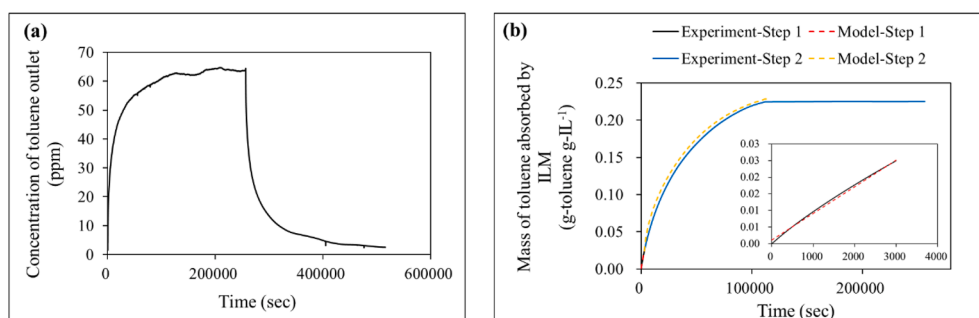 (a)
Concentration of toluene outlet
(ppm)
70
60
50
40
30
20
10
0
0
200000
400000
600000
Time (sec)
(b)
Experiment-Step 1
Model-Step 1
Experiment-Step 2
Model-Step 2
Mass of toluene absorbed by
ILM
(g-toluene g-IL-1)
0.25
0.20
0.15
0.10
0.05
0.00
0
100000
200000
Time (sec)
0.03
0.03
0.02
0.02
0.01
0.01
0.00
0
1000
2000
3000
4000